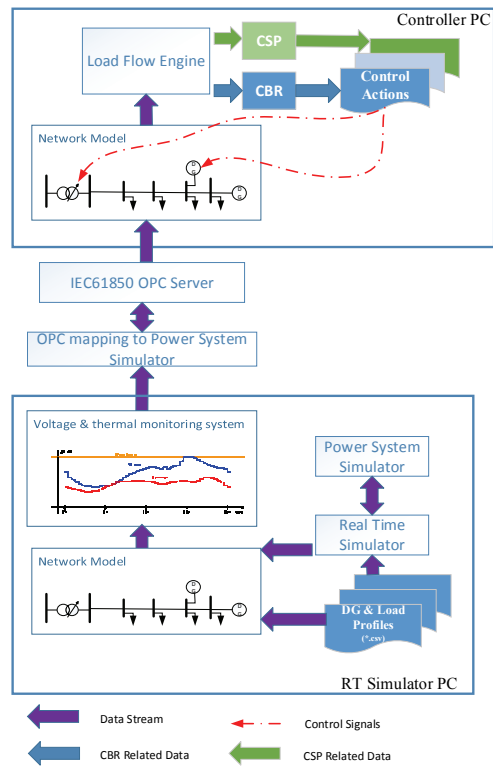 Controller PC
Load Flow Engine
CSP
CBR
Control
Actions
Network Model
D
G
D
G
IEC61850 OPC Server
OPC mapping to Power System
Simulator
Voltage & thermal monitoring system
Power System
Simulator
Real Time
Simulator
Network Model
D
G
D
G
DG & Load
Profiles
(*.csv)
RT Simulator PC
Data Stream
Control Signals
CBR Related Data
CSP Related Data